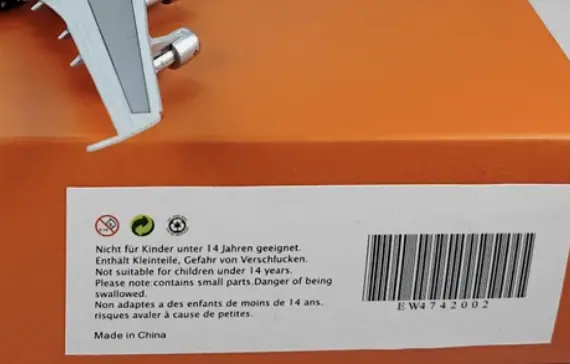 Nicht für Kinder unter 14 Jahren geeignet.
Enthält Kleinteile, Gefahr von Verschlucken.
Not suitable for children under 14 years.
Please note:contains small parts.Danger of being
swallowed.
Non adaptes a des enfants de moins de 14 ans.
risques avaler à cause de petites.
Made in China
EW4742002